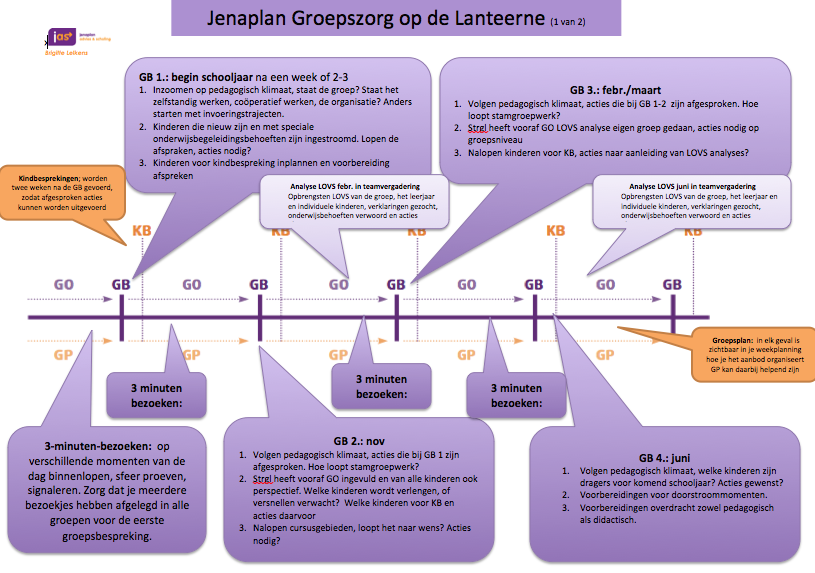 Jenaplan Groepszorg op de Lanteerne (1 van 2)
jas*
jenaplan
advies & scholing
Brigitte Leikens
GB 1.: begin schooljaar na een week of 2-3
1. Inzoomen op pedagogisch klimaat, staat de groep? Staat het
zelfstandig werken, coöperatief werken, de organisatie? Anders
starten met invoeringstrajecten.
2. Kinderen die nieuw zijn en met speciale
onderwijsbegeleidingsbehoeften zijn ingestroomd. Lopen de
afspraken, acties nodig?
3. Kinderen voor kindbespreking inplannen en voorbereiding
afspreken
GB 3.: febr./maart
1. Volgen pedagogisch klimaat, acties die bij GB 1-2 zijn afgesproken. Hoe
loopt stamgroepwerk?
2. Strgl heeft vooraf GO LOVS analyse eigen groep gedaan, acties nodig op
groepsniveau
3. Nalopen kinderen voor KB, acties naar aanleiding van LOVS analyses?
Kindbesprekingen; worden
twee weken na de GB gevoerd,
zodat afgesproken acties
kunnen worden uitgevoerd
Analyse LOVS febr. in teamvergadering
Opbrengsten LOVS van de groep, het leerjaar
en individuele kinderen, verklaringen gezocht,
onderwijsbehoeften verwoord en acties
Analyse LOVS juni in teamvergadering
Opbrengsten LOVS van de groep, het leerjaar en
individuele kinderen, verklaringen gezocht,
onderwijsbehoeften verwoord en acties
KB KB KB KB KB
GO GB GO GB GO GB GO GB GO GB
GP GP GP
Groepsplan: in elk geval is
zichtbaar in je weekplanning
hoe je het aanbod organiseert
GP kan daarbij helpend zijn
3 minuten
bezoeken:
3 minuten
bezoeken:
3 minuten
bezoeken:
3-minuten-bezoeken: op
verschillende momenten van de
dag binnenlopen, sfeer proeven,
signaleren. Zorg dat je meerdere
bezoekjes hebben afgelegd in alle
groepen voor de eerste
groepsbespreking.
GB 2.: nov
1. Volgen pedagogisch klimaat, acties die bij GB 1 zijn
afgesproken. Hoe loopt stamgroepwerk?
2. Strgl heeft vooraf GO ingevuld en van alle kinderen ook
perspectief. Welke kinderen wordt verlengen, of
versnellen verwacht? Welke kinderen voor KB en
acties daarvoor
3. Nalopen cursusgebieden, loopt het naar wens? Acties
nodig?
GB 4.: juni
1. Volgen pedagogisch klimaat, welke kinderen zijn
dragers voor komend schooljaar? Acties gewenst?
2. Voorbereidingen voor doorstroommomenten.
3. Voorbereidingen overdracht zowel pedagogisch
als didactisch.